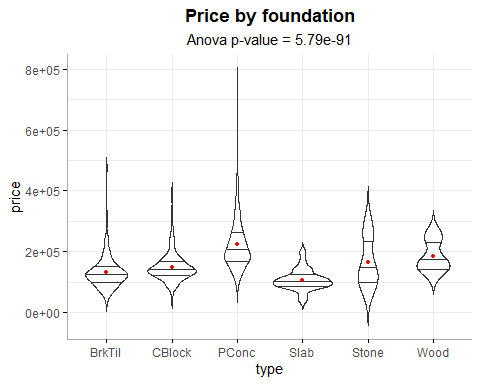 Price by foundation
Anova p-value = 5.79e-91
8e+05
6e+05
4e+05
2e+05
0e+00
price
BrkTil CBlock PConc Slab Stone Wood
type